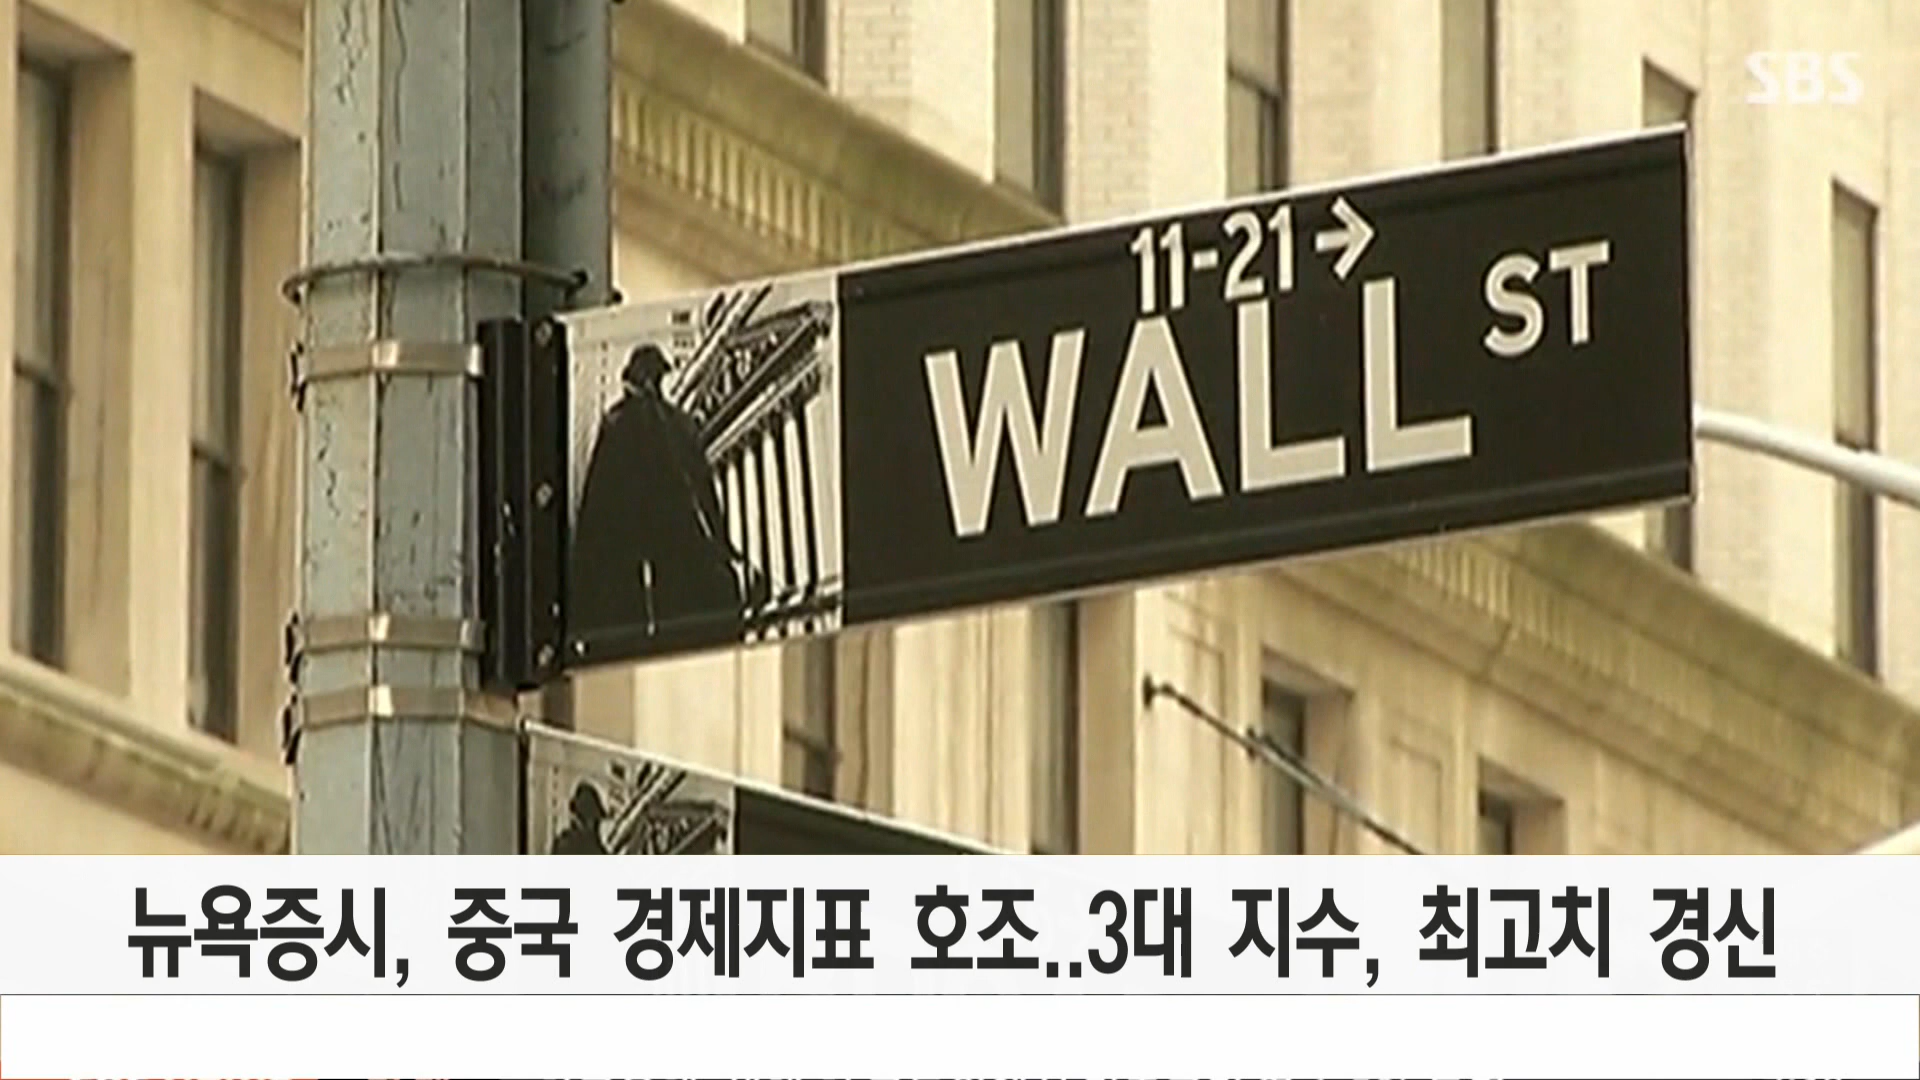 SBS
11-21→
WALL ST
뉴욕증시, 중국 경제지표 호조..3대 지수, 최고치 경신